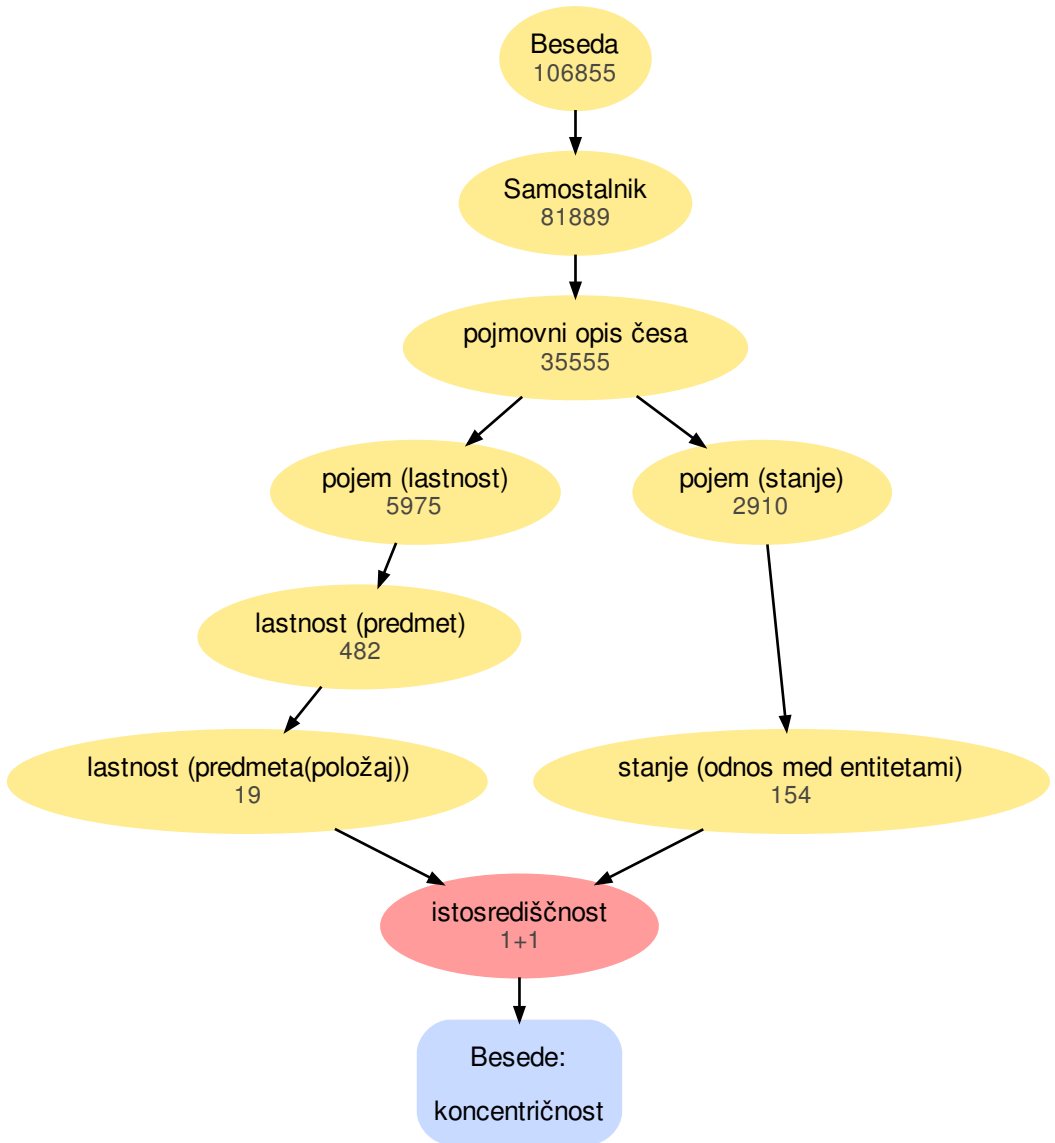 Beseda
106855
Samostalnik
81889
pojmovni opis česa
35555
pojem (lastnost)
5975
pojem (stanje)
2910
lastnost (predmet)
482
lastnost (predmeta(položaj))
19
stanje (odnos med entitetami)
154
istosrediščnost
1+1
Besede:
koncentričnost